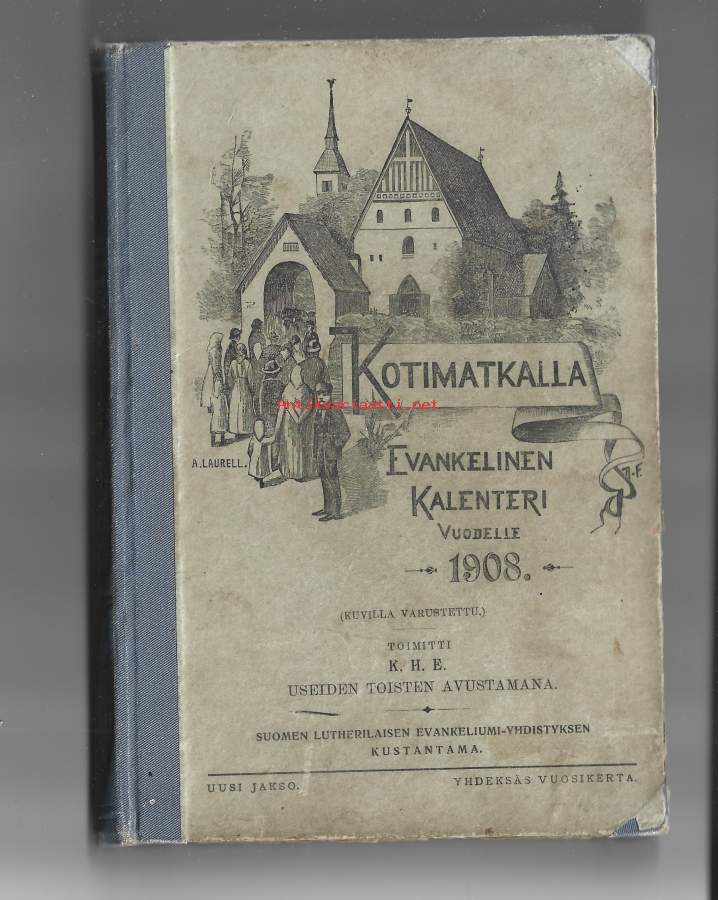 KOTIMATKALLA
Antikvariaatti.net
A. LAURELL.
EVANKELINEN
KALENTERI
VUODELLE
1908.
(KUVILLA VARUSTETTU.)
TOIMITTI
K. H. E.
USEIDEN TOISTEN AVUSTAMANA.
SUOMEN LUTHERILAISEN EVANKELIUMI-YHDISTYKSEN
KUSTANTAMA.
UUSI JAKSO.
YHDEKSÄS VUOSIKERTA.